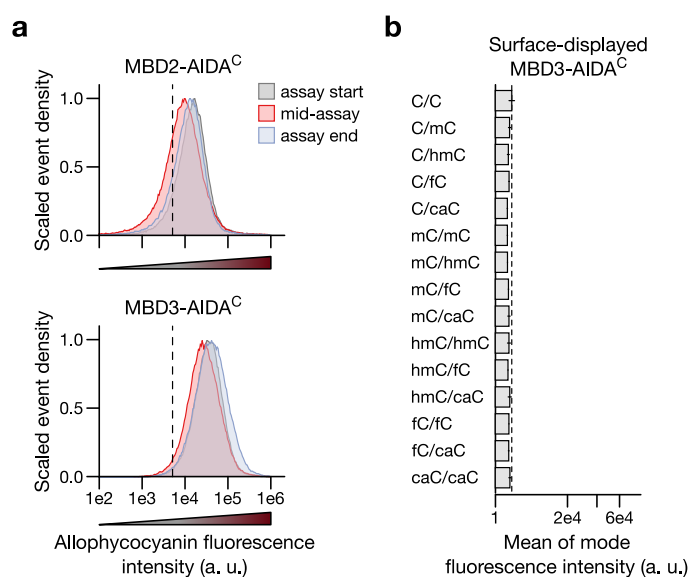 a
MBD2-AIDAᶜ
assay start
mid-assay
assay end
1.0
0.5
0.0
Scaled event density
MBD3-AIDAᶜ
1.0
0.5
0.0
Scaled event density
1e2 1e3 1e4 1e5 1e6
Allophycocyanin fluorescence
intensity (a. u.)
b
Surface-displayed
MBD3-AIDAᶜ
C/C
C/mC
C/hmC
C/fC
C/caC
mC/mC
mC/hmC
mC/fC
mC/caC
hmC/hmC
hmC/fC
hmC/caC
fC/fC
fC/caC
caC/caC
1 2e4 6e4
Mean of mode
fluorescence intensity (a. u.)